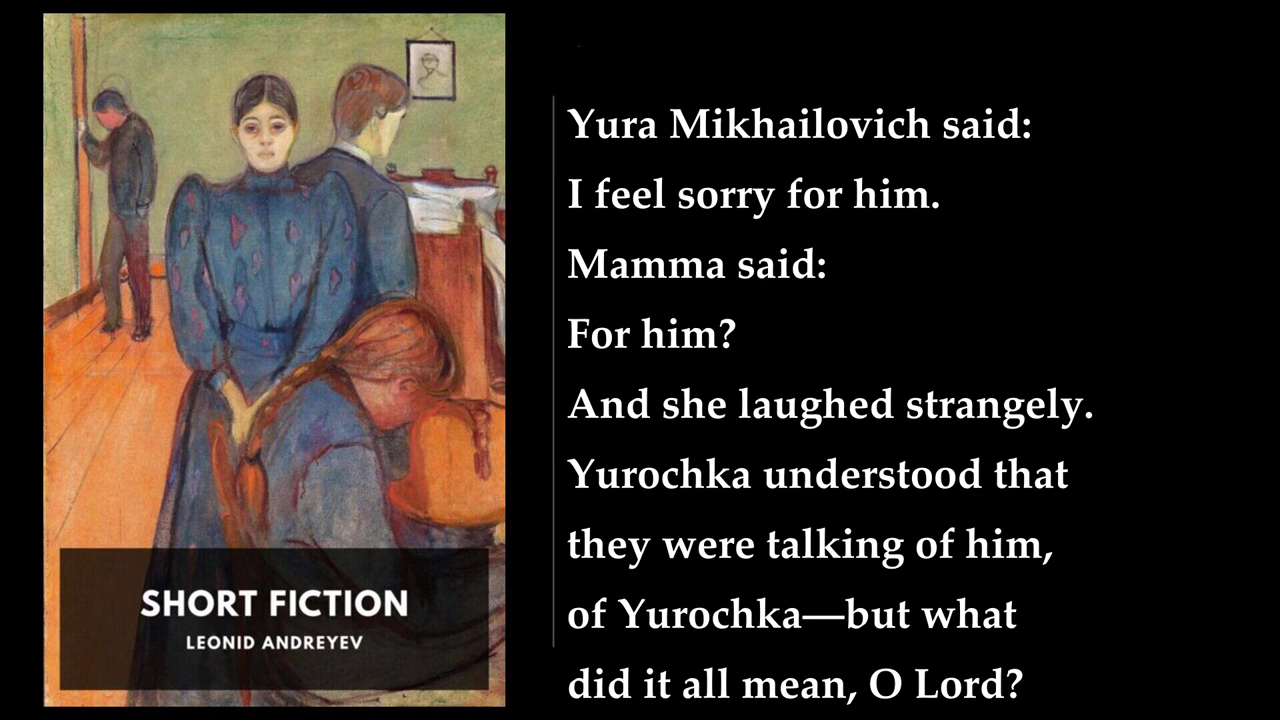 SHORT FICTION
LEONID ANDREYEV
Yura Mikhailovich said:
I feel sorry for him.
Mamma said:
For him?
And she laughed strangely.
Yurochka understood that
they were talking of him,
of Yurochka—but what
did it all mean, O Lord?